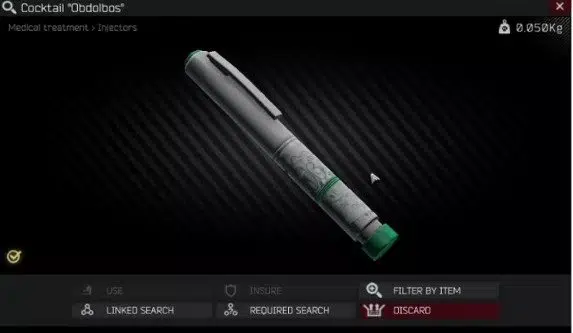 Cocktail "Obdolbos"
Medical treatment > Injectors
0.050Kg
USE
INSURE
FILTER BY ITEM
LINKED SEARCH
REQUIRED SEARCH
DISCARD